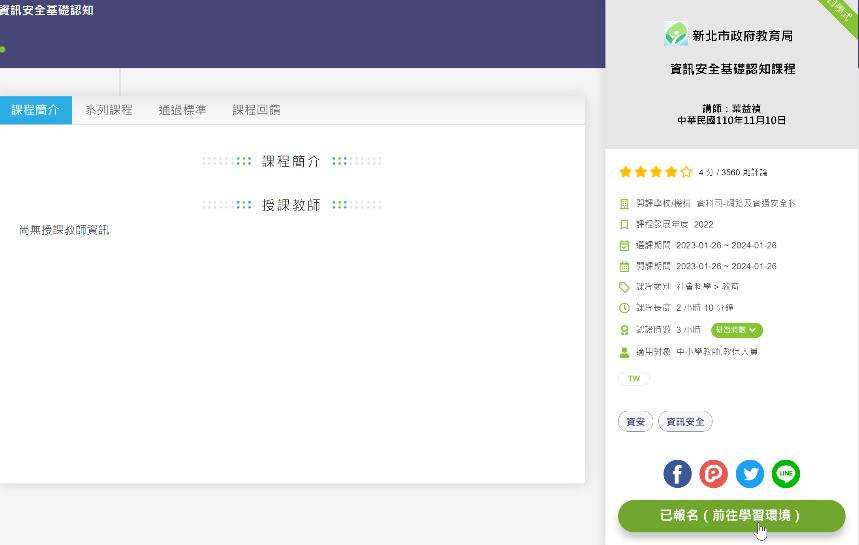 資訊安全基礎認知
自學式
新北市政府教育局
資訊安全基礎認知課程
講師：葉益禎
中華民國110年11月10日
課程簡介 系列課程 通過標準 課程回饋
課程簡介
授課教師
尚無授課教師資訊
4 分 / 3560 則評論
開課學校/機構 資科司-網路及資通安全科
課程發展年度 2022
選課期間 2023-01-26 ~ 2024-01-26
開課期間 2023-01-26 ~ 2024-01-26
課程類別 社會科學 > 教育
課程長度 2 小時 10 分鐘
認證時數 3 小時 研習時數
適用對象 中小學教師,教保人員
TW
資安 資訊安全
LINE
已報名 ( 前往學習環境 )